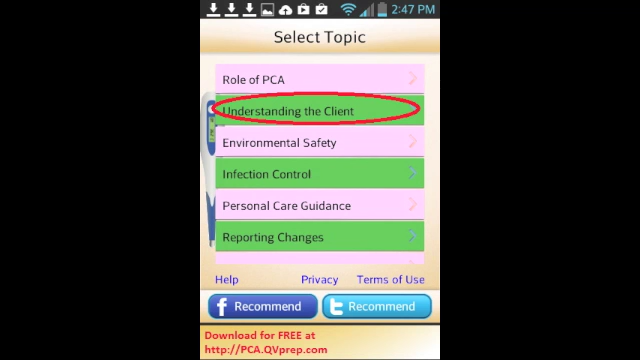 2:47 PM
Select Topic
Role of PCA
Understanding the Client
Environmental Safety
Infection Control
Personal Care Guidance
Reporting Changes
Help Privacy Terms of Use
f Recommend t Recommend
Download for FREE at
http://PCA.QVprep.com